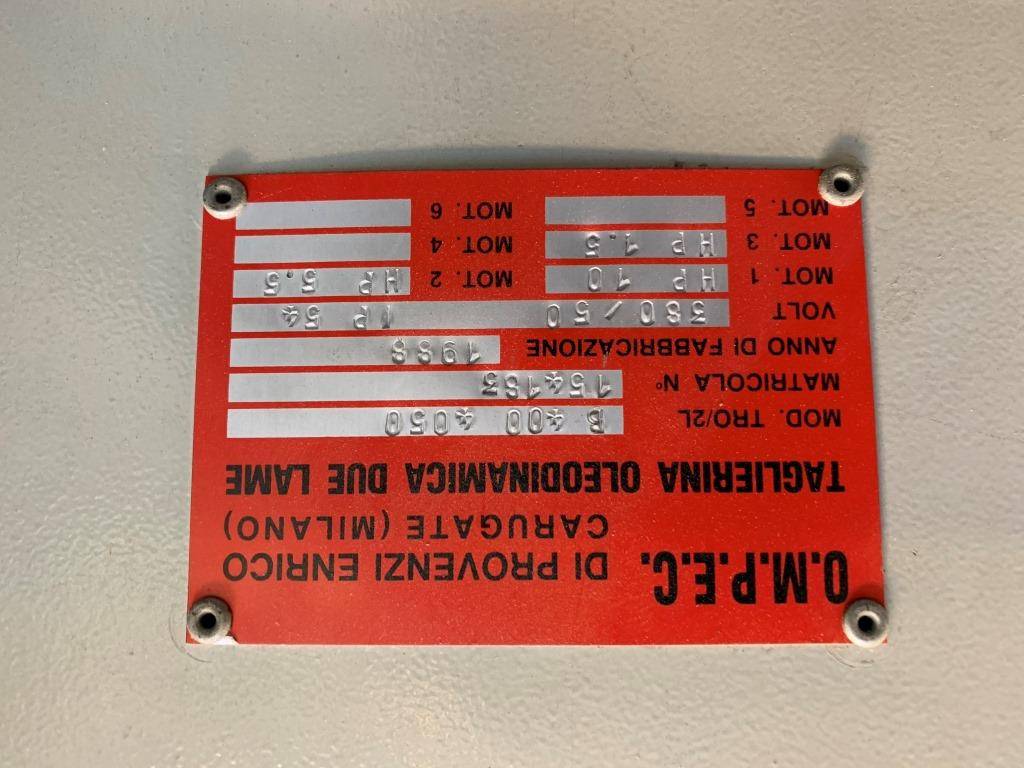 O.M.P.E.C. DI PROVENZI ENRICO
CARUGATE (MILANO)
TAGLIERINA OLEODINAMICA DUE LAME
MOD. TRO/2L B 400 4050
MATRICOLA N° 154183
ANNO DI FABBRICAZIONE 1988
VOLT 380/50 IP 54
MOT. 1 HP 10 MOT. 2 HP 5.5
MOT. 3 HP 1.5 MOT. 4
MOT. 5 MOT. 6